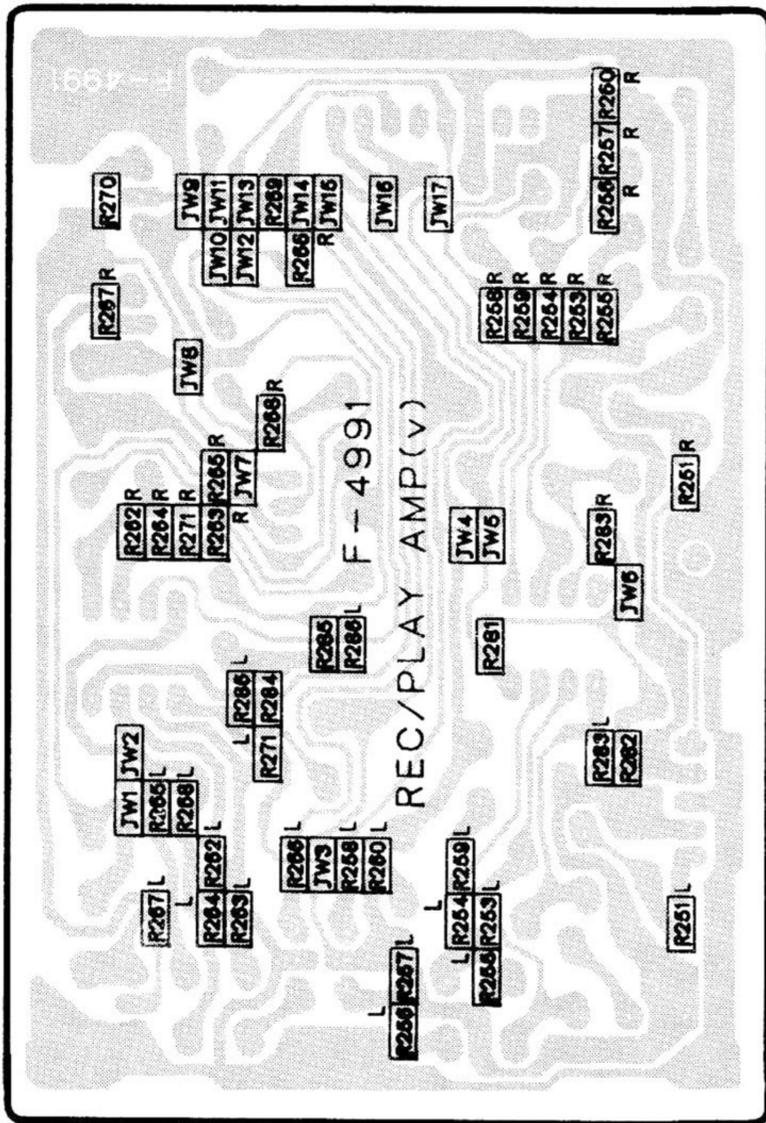 F-4991
R267 R
R270
JW1 JW2
R262 R
R267 L
R265 L
R264 R
L
R268 L
R271 R
JW8
JW9
R264 R262 L
R263 R265 R
JW10 JW11
R263 L
R285 L
R
JW7
JW12 JW13
L
R271 R284
R268 R
R269
R266 L
R266 JW14
R
JW3
R285
JW15
R258 L
R286 L
F-4991
R260 L
JW16
L
R256 R257 L
REC/PLAY AMP(v)
JW17
L
L
R254 R259 L
JW4
R255 R253 L
R281
JW5
R258 R
R259 R
R254 R
R253 R
R283 L
R283 R
R255 R
R256 R257 R260
R R R
R282
JW6
R251 L
R251 R